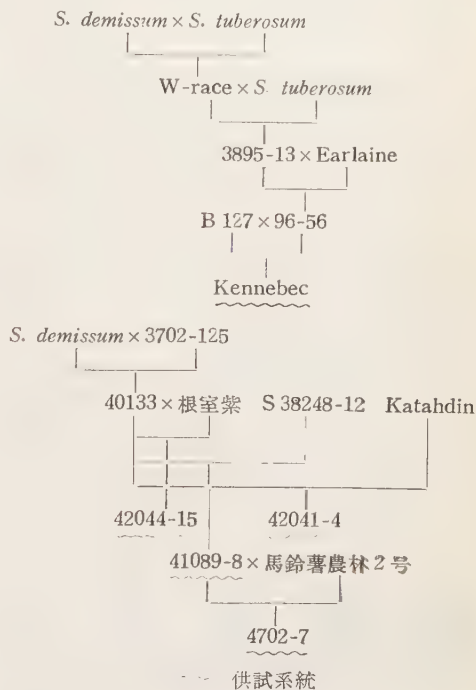 S. demissum × S. tuberosum
W-race × S. tuberosum
3895-13 × Earlaine
B 127 × 96-56
Kennebec
S. demissum × 3702-125
40133 × 根室紫 S 38248-12 Katahdin
42044-15 42041-4
41089-8 × 馬鈴薯農林2号
4702-7
供試系統